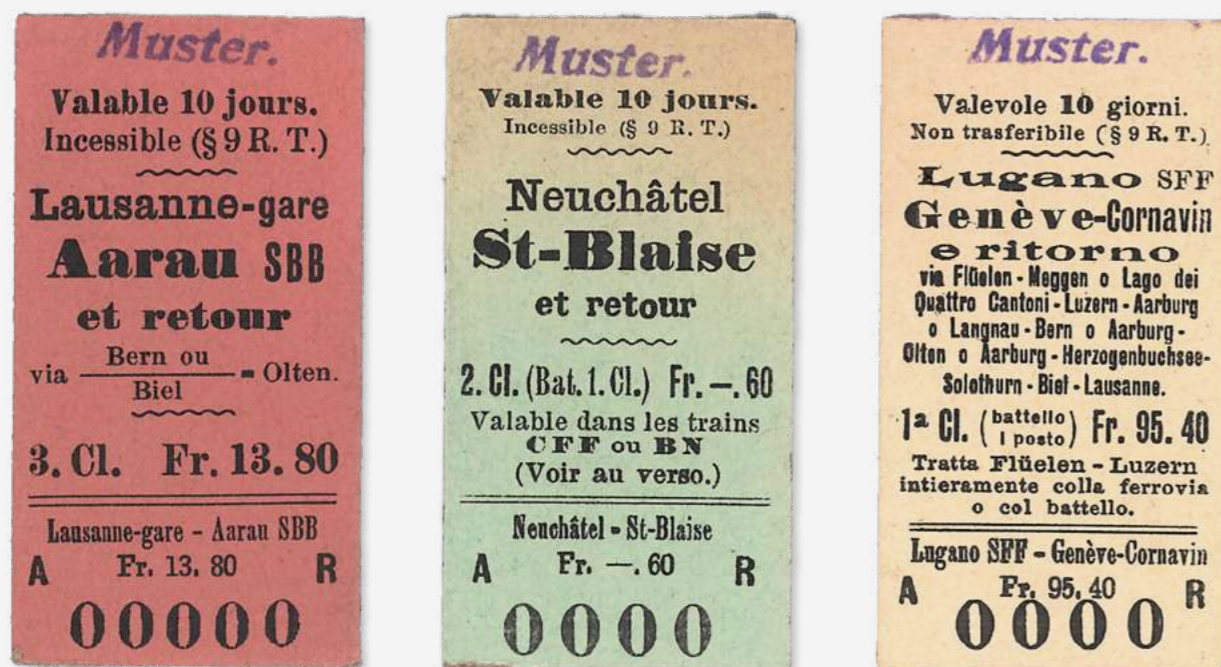 Muster.
Valable 10 jours.
Incessible (§ 9 R. T.)
Lausanne-gare
Aarau SBB
et retour
via Bern ou
Biel - Olten.
3. Cl. Fr. 13. 80
Lausanne-gare - Aarau SBB
A Fr. 13. 80 R
00000
Muster.
Valable 10 jours.
Incessible (§ 9 R. T.)
Neuchâtel
St-Blaise
et retour
2. Cl. (Bat. 1. Cl.) Fr. —. 60
Valable dans les trains
CFF ou BN
(Voir au verso.)
Neuchâtel - St-Blaise
A Fr. —. 60 R
0000
Muster.
Valevole 10 giorni.
Non trasferibile (§ 9 R. T.)
Lugano SFF
Genève-Cornavin
e ritorno
via Flüelen - Meggen o Lago dei
Quattro Cantoni - Luzern - Aarburg
o Langnau - Bern o Aarburg -
Olten o Aarburg - Herzogenbuchsee-
Solothurn - Biel - Lausanne.
1ª Cl. (battello I posto) Fr. 95. 40
Tratta Flüelen - Luzern
intieramente colla ferrovia
o col battello.
Lugano SFF - Genève-Cornavin
A Fr. 95. 40 R
0000